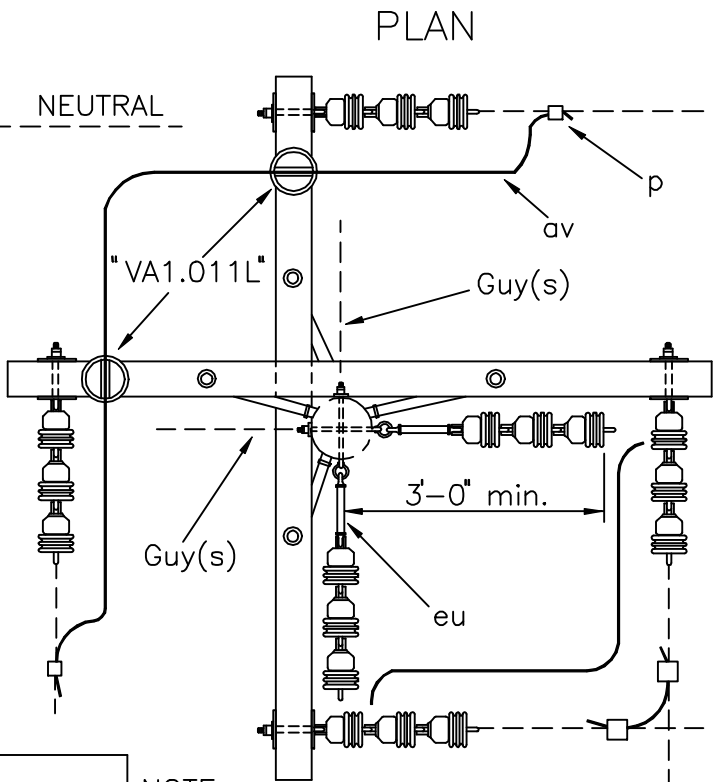 PLAN
NEUTRAL
p
av
"VA1.011L"
Guy(s)
3'-0" min.
Guy(s)
eu
NOTE